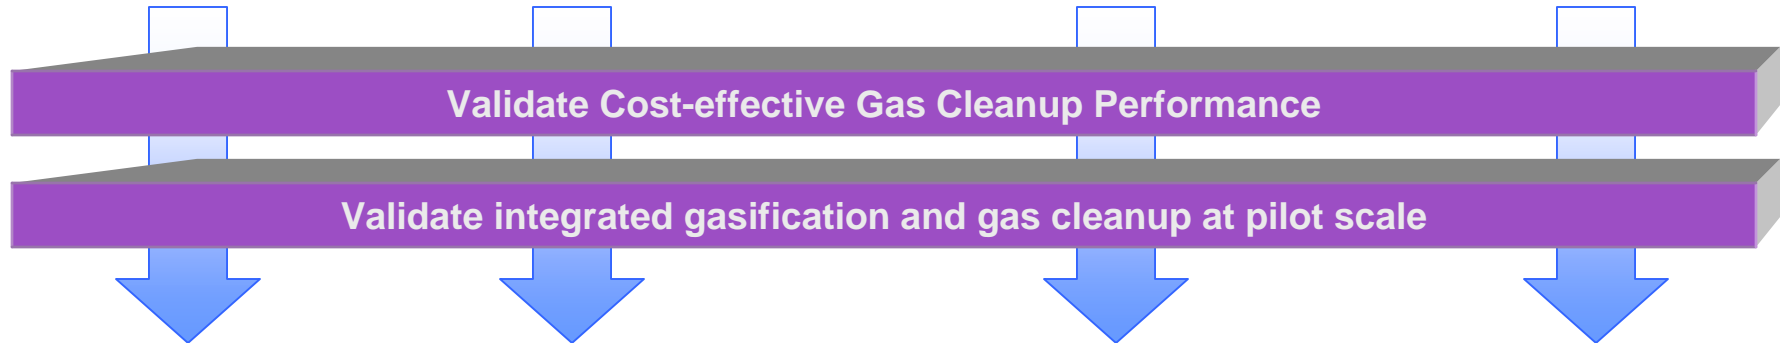 Validate Cost-effective Gas Cleanup Performance
Validate integrated gasification and gas cleanup at pilot scale